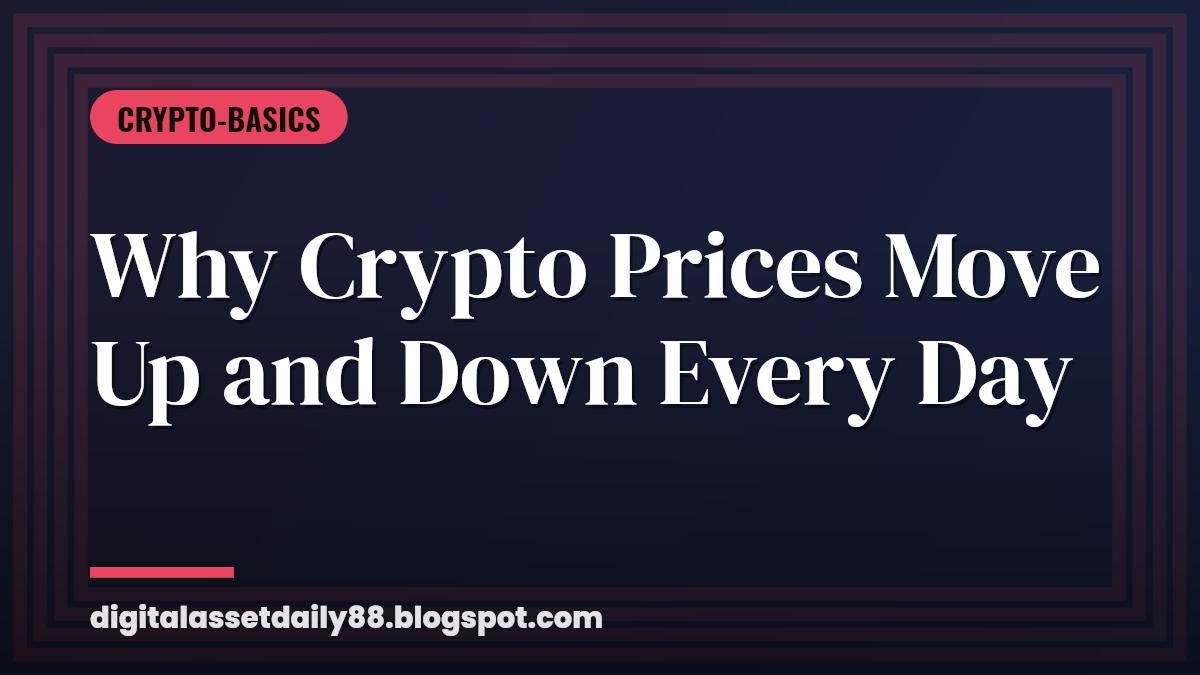 CRYPTO-BASICS
Why Crypto Prices Move
Up and Down Every Day
digitalassetdaily88.blogspot.com